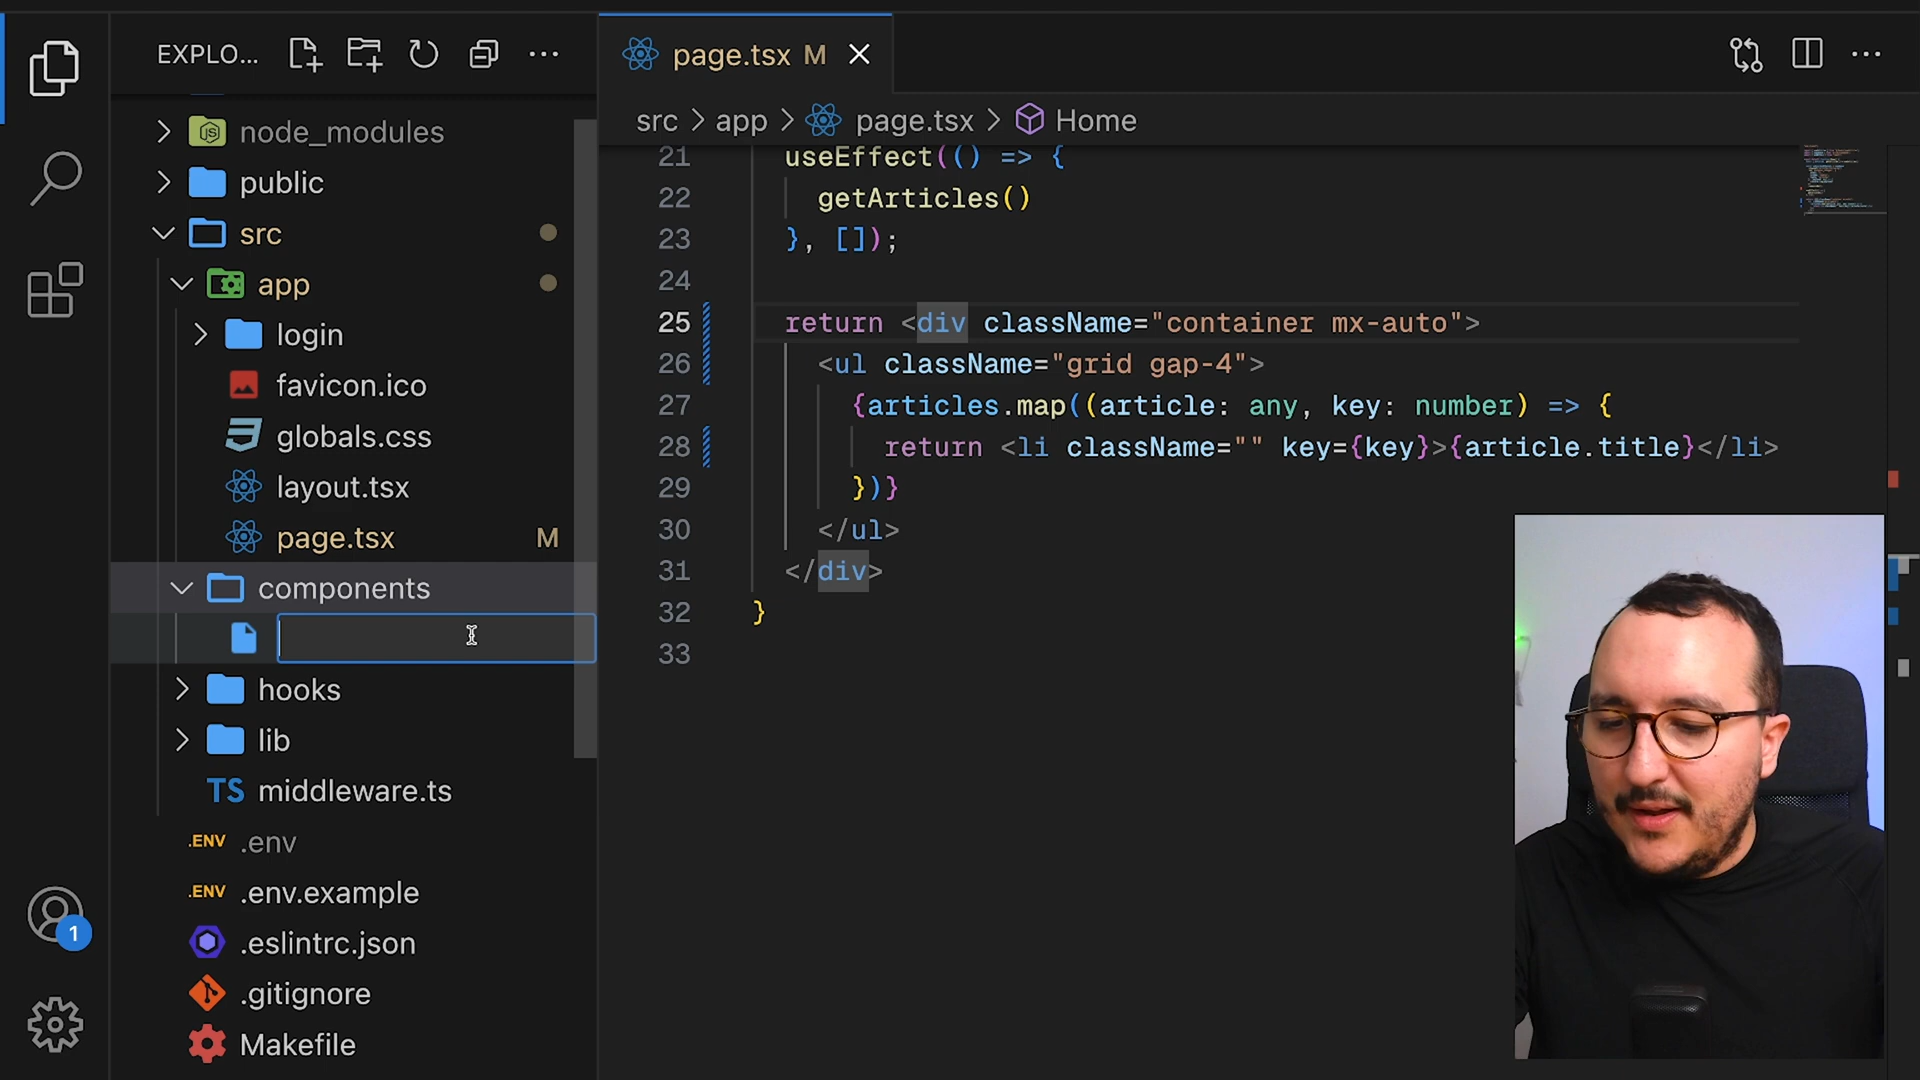 EXPLO...
node_modules
public
src
app
login
favicon.ico
globals.css
layout.tsx
page.tsx M
components
hooks
lib
TS middleware.ts
.ENV .env
.ENV .env.example
.eslintrc.json
.gitignore
Makefile
1
page.tsx M
src > app > page.tsx > Home
21 useEffect(() => {
22 getArticles()
23 }, []);
24
25 return <div className="container mx-auto">
26 <ul className="grid gap-4">
27 {articles.map((article: any, key: number) => {
28 return <li className="" key={key}>{article.title}</li>
29 })}
30 </ul>
31 </div>
32 }
33